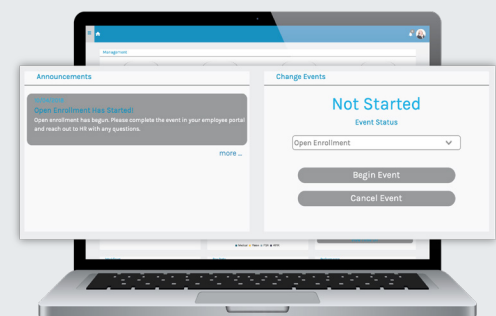 Management
Announcements
Open Enrollment Has Started!
Open enrollment has begun. Please complete the event in your employee portal
and reach out to HR with any questions.
more ...
Change Events
Not Started
Event Status
Open Enrollment
Begin Event
Cancel Event